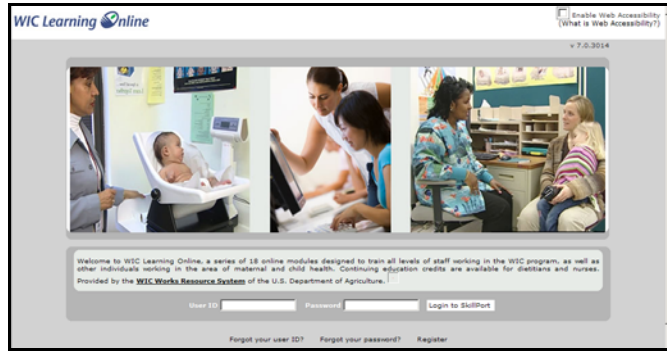 WIC Learning Online
Enable Web Accessibility
(What is Web Accessibility?)
v 7.0.3014
Welcome to WIC Learning Online, a series of 18 online modules designed to train all levels of staff working in the WIC program, as well as
other individuals working in the area of maternal and child health. Continuing education credits are available for dietitians and nurses.
Provided by the WIC Works Resource System of the U.S. Department of Agriculture.
User ID Password Login to SkillPort
Forgot your user ID? Forgot your password? Register